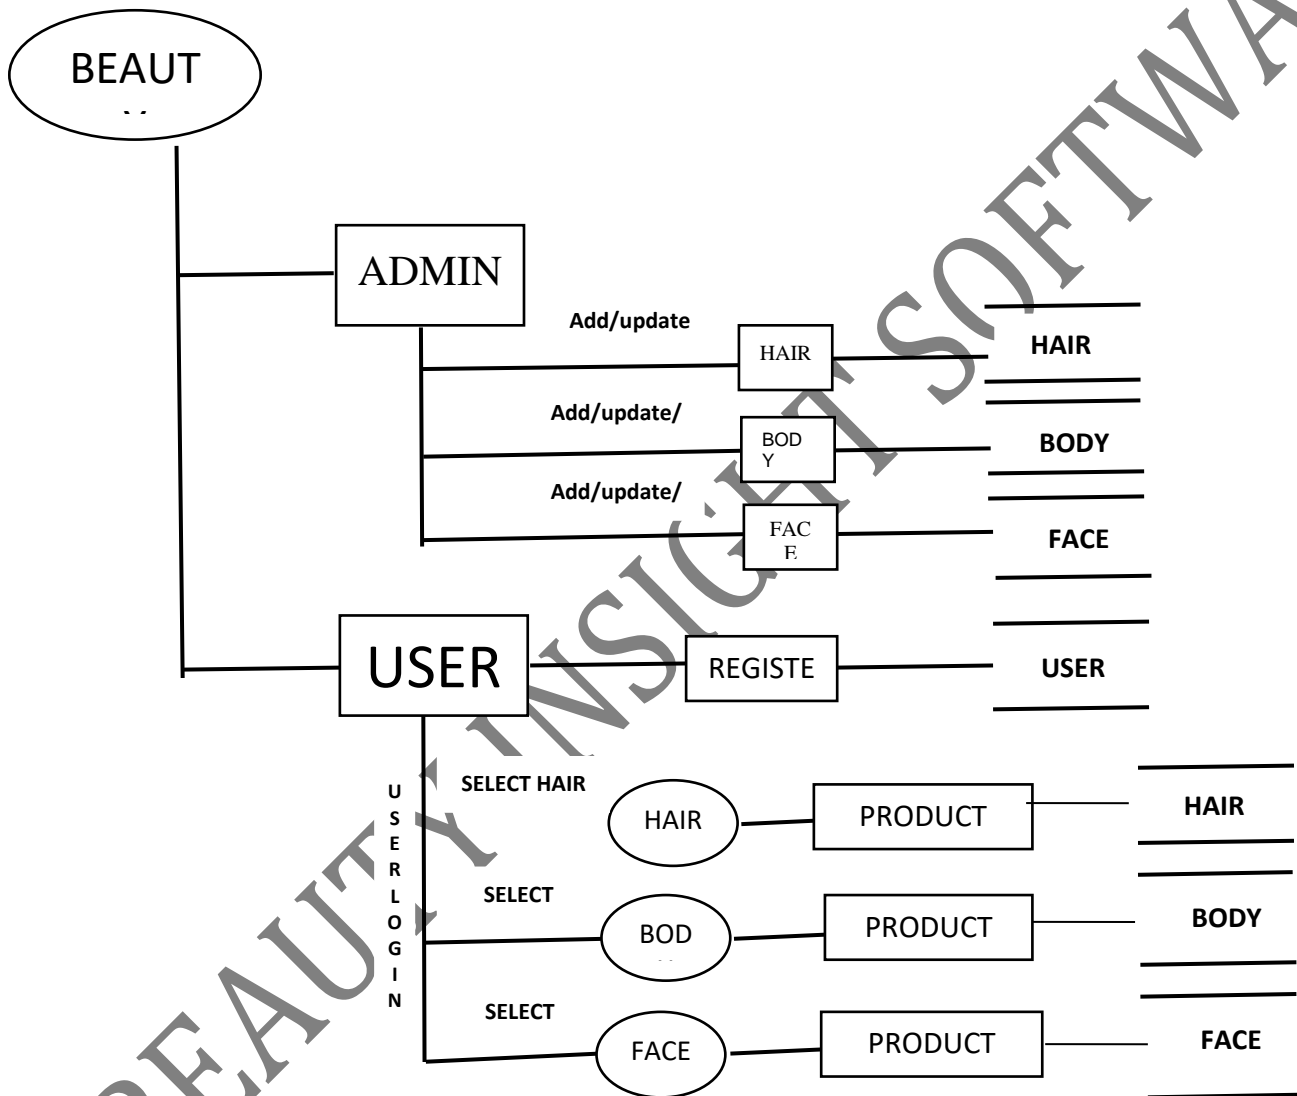 BEAUT
ADMIN
Add/update
HAIR
HAIR
Add/update/
BOD
Y
BODY
Add/update/
FAC
E
FACE
USER
REGISTE
USER
USERLOGIN
SELECT HAIR
HAIR
PRODUCT
HAIR
SELECT
BOD
PRODUCT
BODY
SELECT
FACE
PRODUCT
FACE
BEAUTY INSIGHT SOFTWA